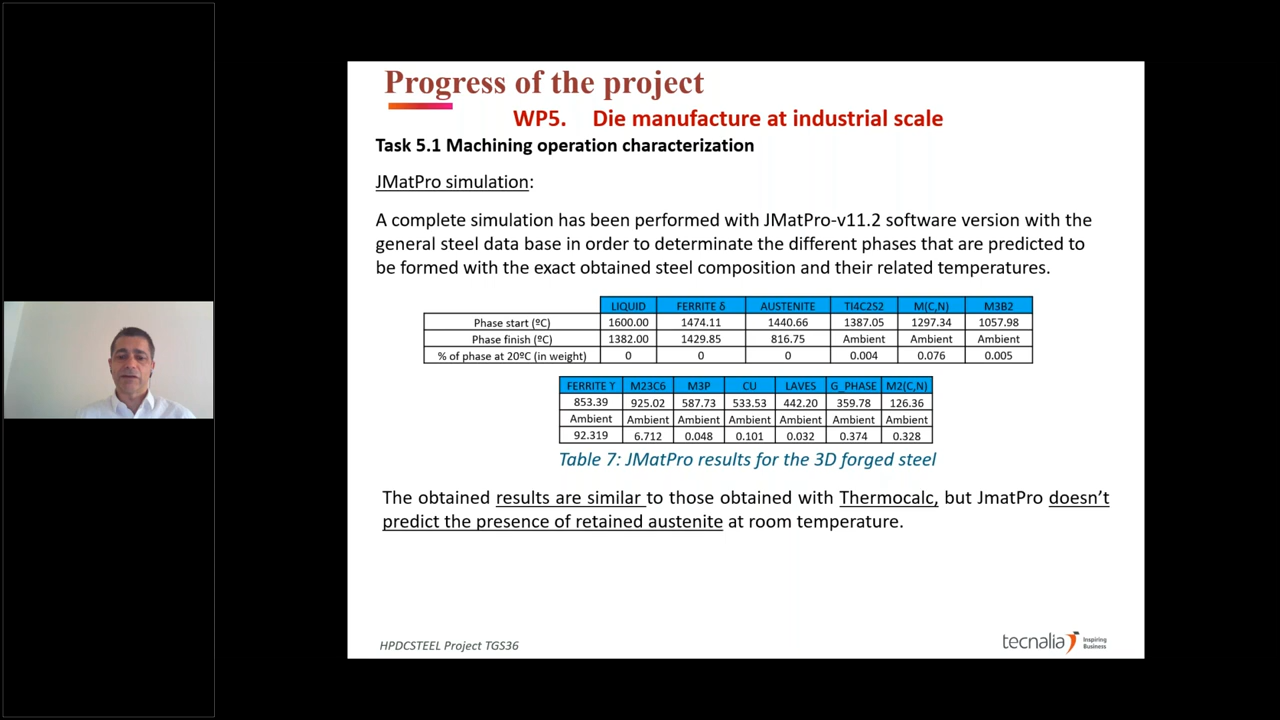 Progress of the project
WP5. Die manufacture at industrial scale
Task 5.1 Machining operation characterization
JMatPro simulation:
A complete simulation has been performed with JMatPro-v11.2 software version with the
general steel data base in order to determinate the different phases that are predicted to
be formed with the exact obtained steel composition and their related temperatures.
LIQUID FERRITE δ AUSTENITE TI4C2S2 M(C,N) M3B2
Phase start (ºC) 1600.00 1474.11 1440.66 1387.05 1297.34 1057.98
Phase finish (ºC) 1382.00 1429.85 816.75 Ambient Ambient Ambient
% of phase at 20ºC (in weight) 0 0 0 0.004 0.076 0.005
FERRITE Y M23C6 M3P CU LAVES G_PHASE M2(C,N)
853.39 925.02 587.73 533.53 442.20 359.78 126.36
Ambient Ambient Ambient Ambient Ambient Ambient Ambient
92.319 6.712 0.048 0.101 0.032 0.374 0.328
Table 7: JMatPro results for the 3D forged steel
The obtained results are similar to those obtained with Thermocalc, but JmatPro doesn't
predict the presence of retained austenite at room temperature.
HPDCSTEEL Project TGS36
tecnalia Inspiring
Business